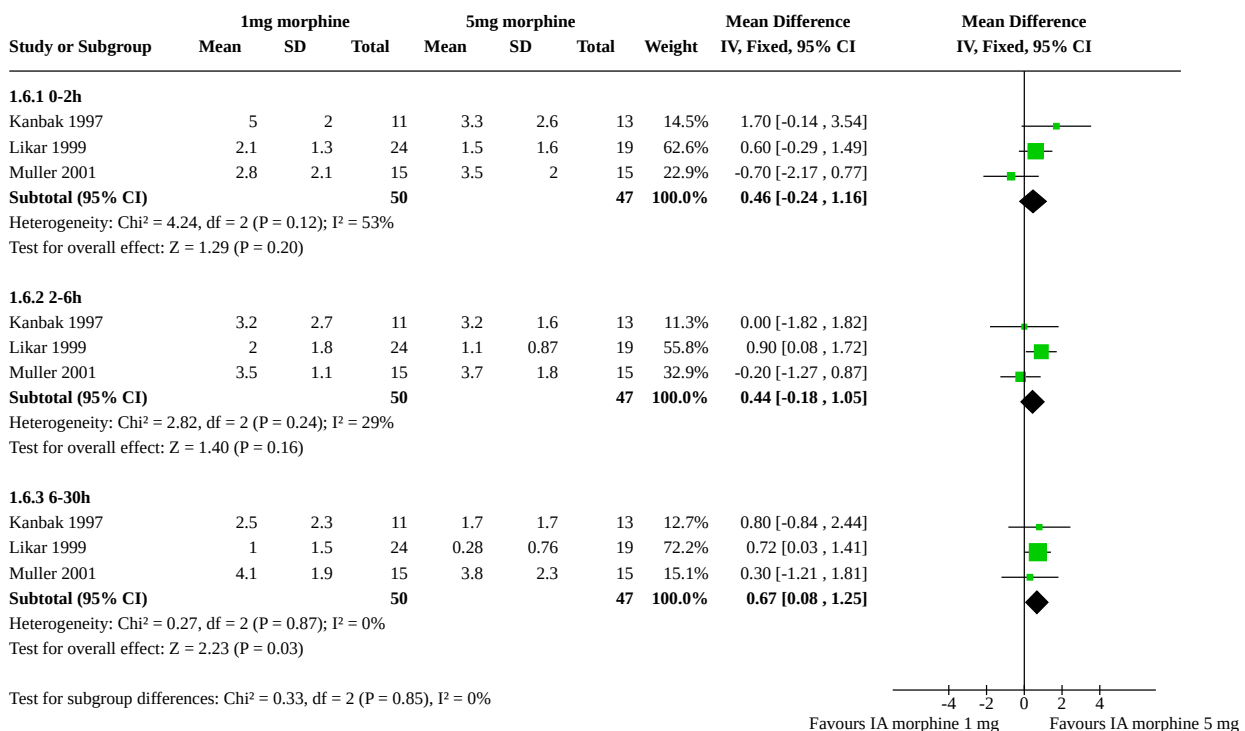 1mg morphine 5mg morphine Mean Difference Mean Difference
Study or Subgroup Mean SD Total Mean SD Total Weight IV, Fixed, 95% CI IV, Fixed, 95% CI
1.6.1 0-2h
Kanbak 1997 5 2 11 3.3 2.6 13 14.5% 1.70 [-0.14 , 3.54]
Likar 1999 2.1 1.3 24 1.5 1.6 19 62.6% 0.60 [-0.29 , 1.49]
Muller 2001 2.8 2.1 15 3.5 2 15 22.9% -0.70 [-2.17 , 0.77]
Subtotal (95% CI) 50 47 100.0% 0.46 [-0.24 , 1.16]
Heterogeneity: Chi² = 4.24, df = 2 (P = 0.12); I² = 53%
Test for overall effect: Z = 1.29 (P = 0.20)
1.6.2 2-6h
Kanbak 1997 3.2 2.7 11 3.2 1.6 13 11.3% 0.00 [-1.82 , 1.82]
Likar 1999 2 1.8 24 1.1 0.87 19 55.8% 0.90 [0.08 , 1.72]
Muller 2001 3.5 1.1 15 3.7 1.8 15 32.9% -0.20 [-1.27 , 0.87]
Subtotal (95% CI) 50 47 100.0% 0.44 [-0.18 , 1.05]
Heterogeneity: Chi² = 2.82, df = 2 (P = 0.24); I² = 29%
Test for overall effect: Z = 1.40 (P = 0.16)
1.6.3 6-30h
Kanbak 1997 2.5 2.3 11 1.7 1.7 13 12.7% 0.80 [-0.84 , 2.44]
Likar 1999 1 1.5 24 0.28 0.76 19 72.2% 0.72 [0.03 , 1.41]
Muller 2001 4.1 1.9 15 3.8 2.3 15 15.1% 0.30 [-1.21 , 1.81]
Subtotal (95% CI) 50 47 100.0% 0.67 [0.08 , 1.25]
Heterogeneity: Chi² = 0.27, df = 2 (P = 0.87); I² = 0%
Test for overall effect: Z = 2.23 (P = 0.03)
Test for subgroup differences: Chi² = 0.33, df = 2 (P = 0.85), I² = 0%
-4 -2 0 2 4
Favours IA morphine 1 mg Favours IA morphine 5 mg